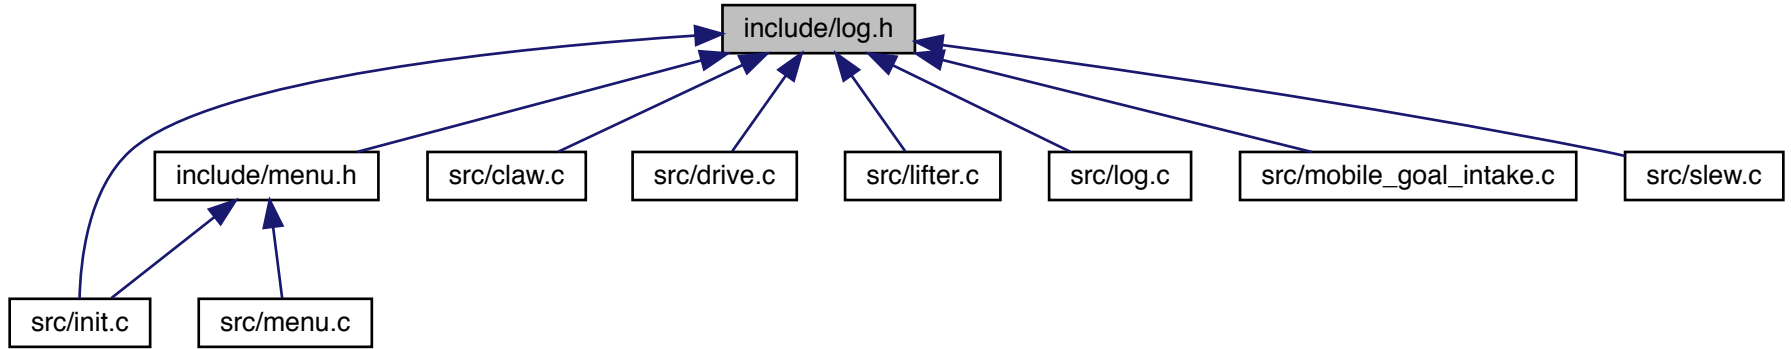 include/log.h
include/menu.h
src/claw.c
src/drive.c
src/lifter.c
src/log.c
src/mobile_goal_intake.c
src/slew.c
src/init.c
src/menu.c